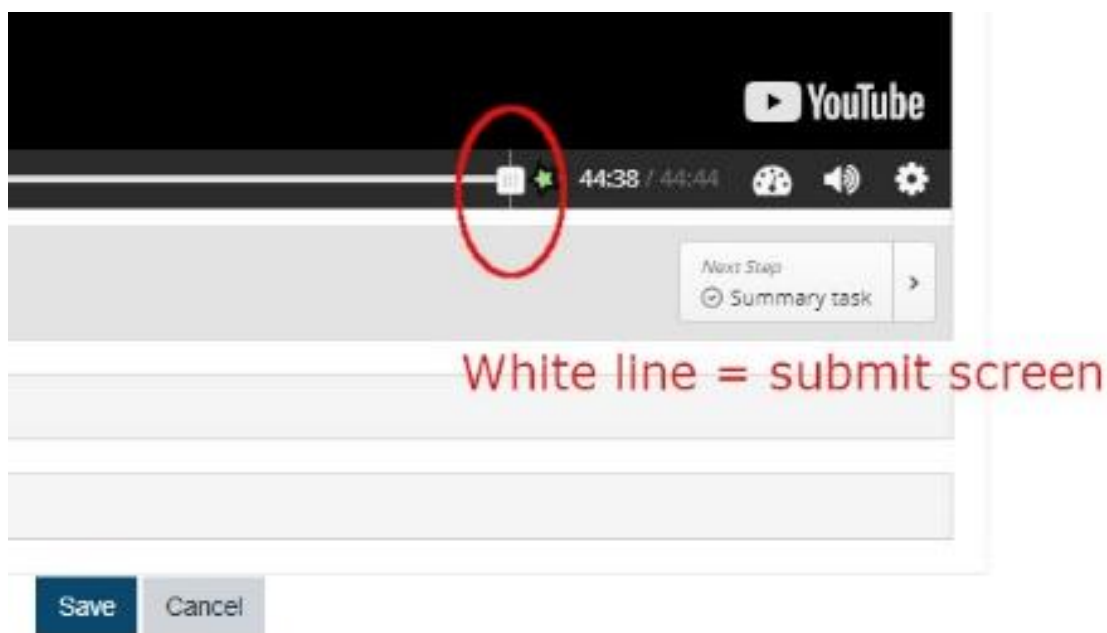 YouTube
44:38 / 44:44
Next Step
Summary task
White line = submit screen
Save Cancel